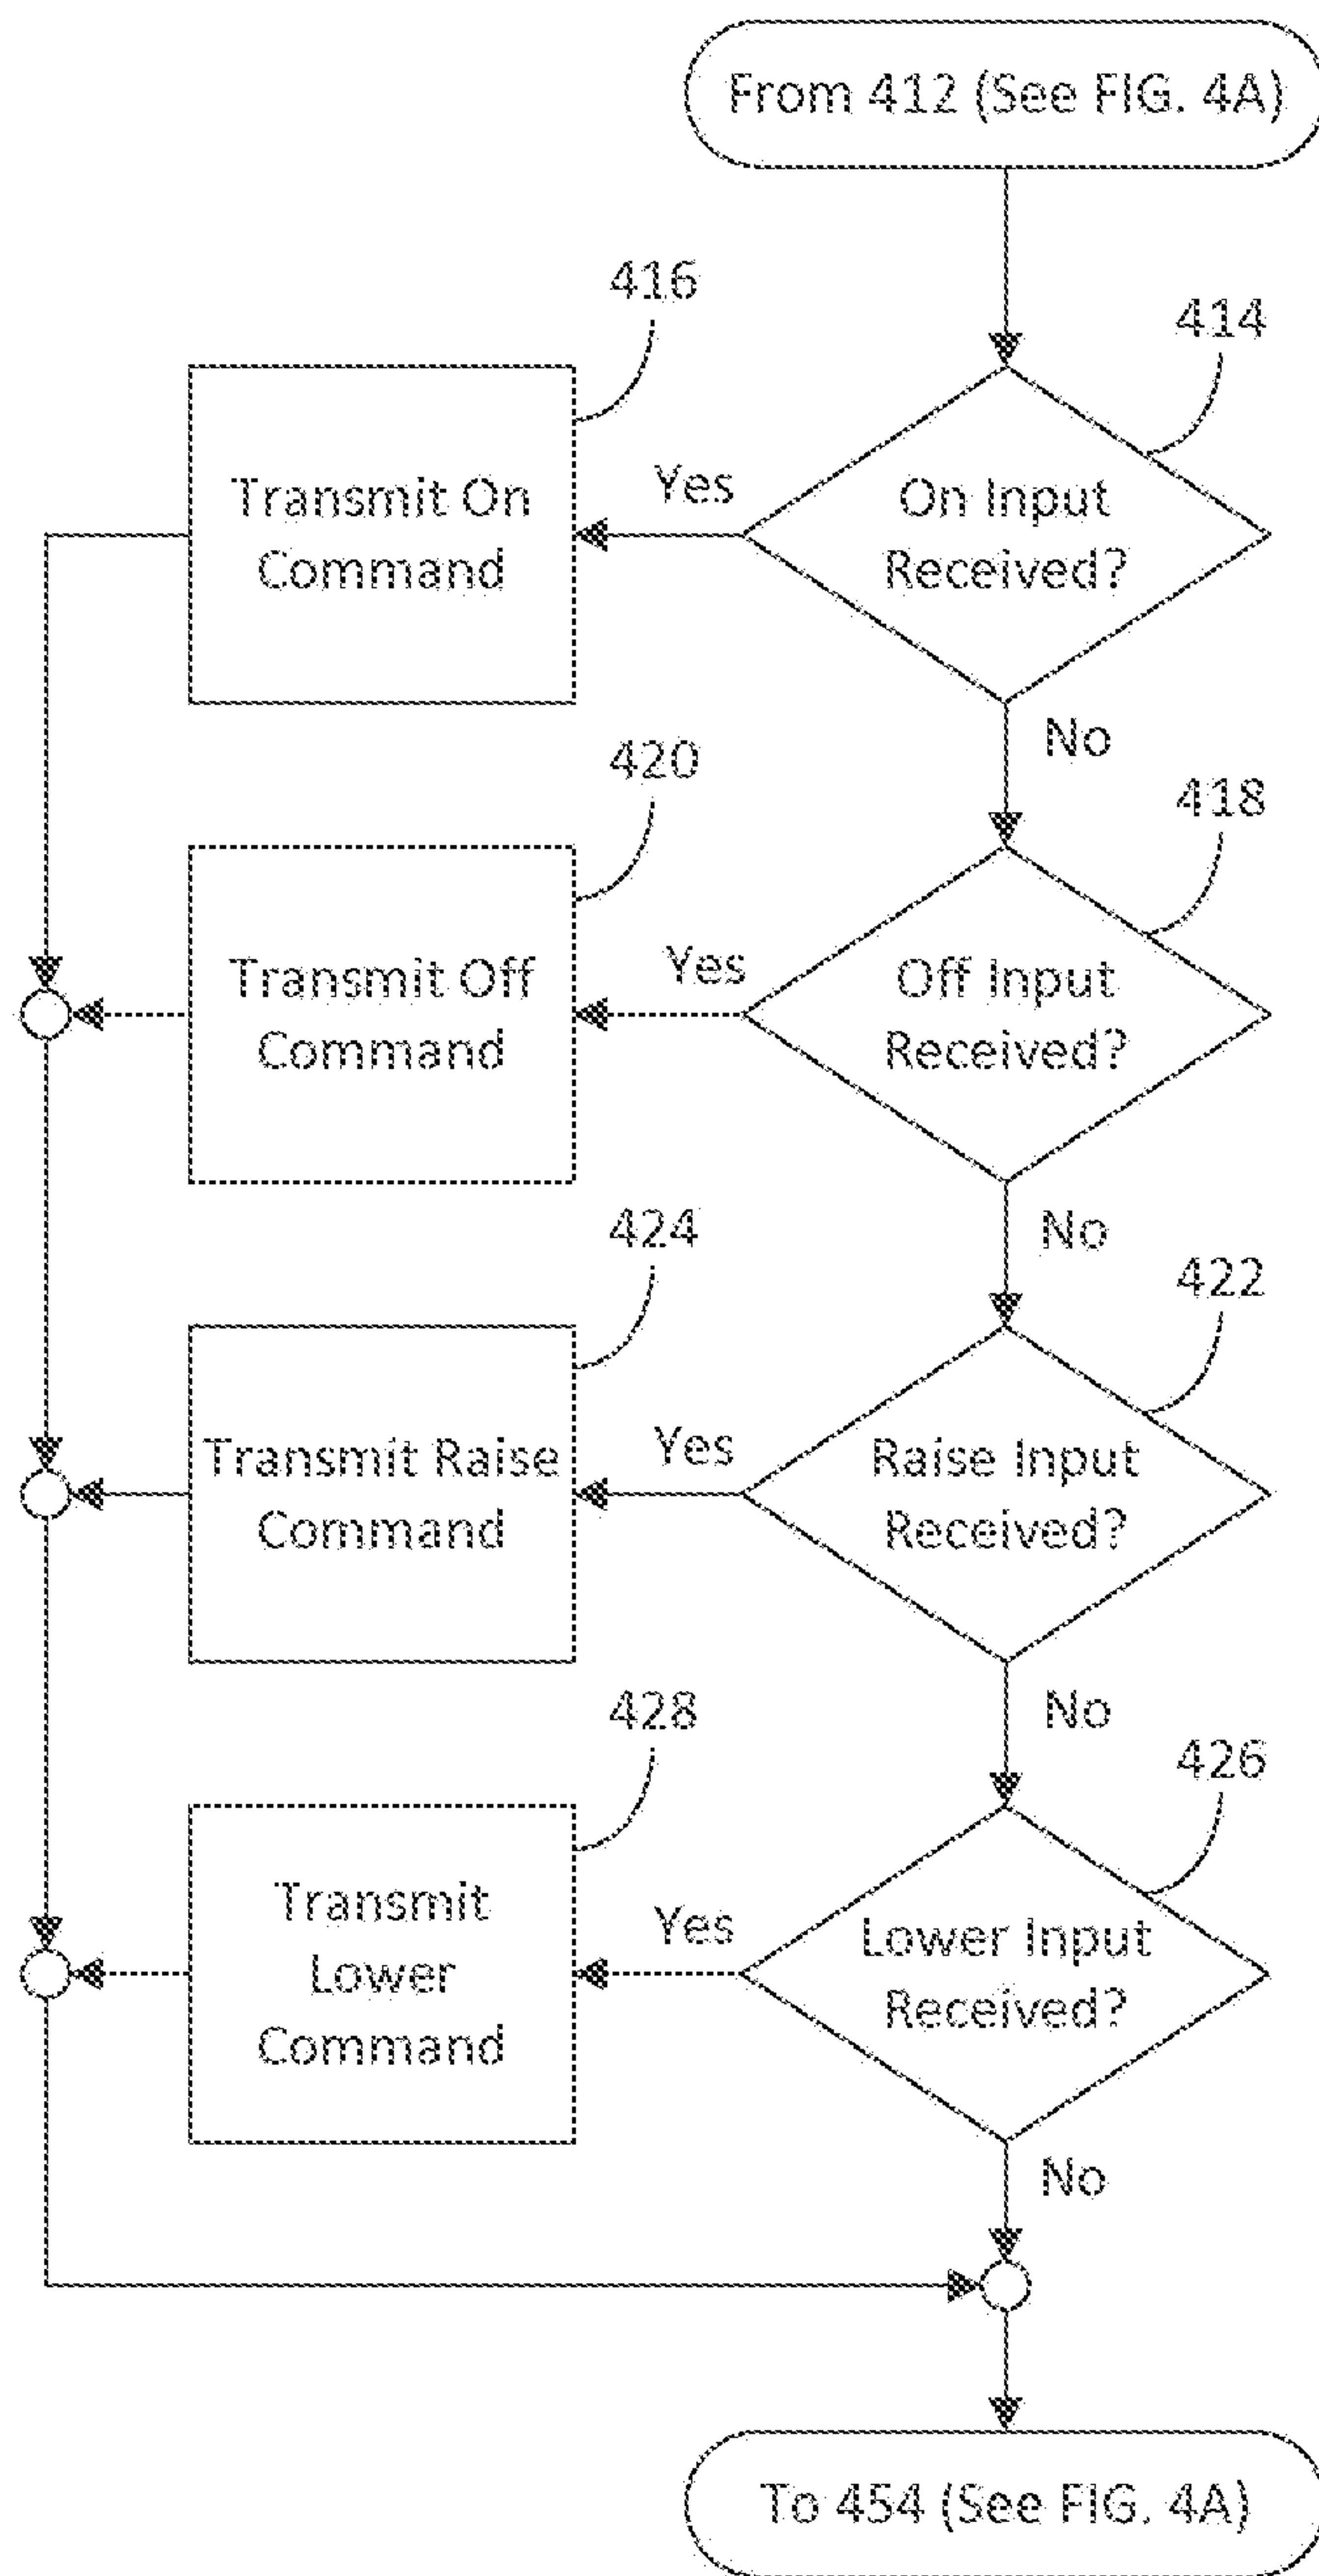 From 412 (See FIG. 4A)
416
414
Transmit On
Command
Yes
On Input
Received?
No
420
418
Transmit Off
Command
Yes
Off Input
Received?
No
424
422
Transmit Raise
Command
Yes
Raise Input
Received?
No
428
426
Transmit
Lower
Command
Yes
Lower Input
Received?
No
To 454 (See FIG. 4A)